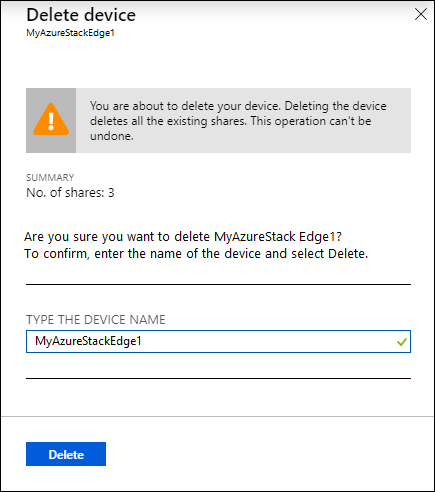 Delete device
MyAzureStackEdge1
You are about to delete your device. Deleting the device
deletes all the existing shares. This operation can't be
undone.
SUMMARY
No. of shares: 3
Are you sure you want to delete MyAzureStack Edge1?
To confirm, enter the name of the device and select Delete.
TYPE THE DEVICE NAME
MyAzureStackEdge1
Delete